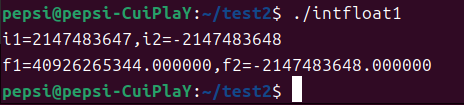 pepsi@pepsi-CuiPlaY:~/test2$ ./intfloat1
i1=2147483647,i2=-2147483648
f1=40926265344.000000,f2=-2147483648.000000
pepsi@pepsi-CuiPlaY:~/test2$